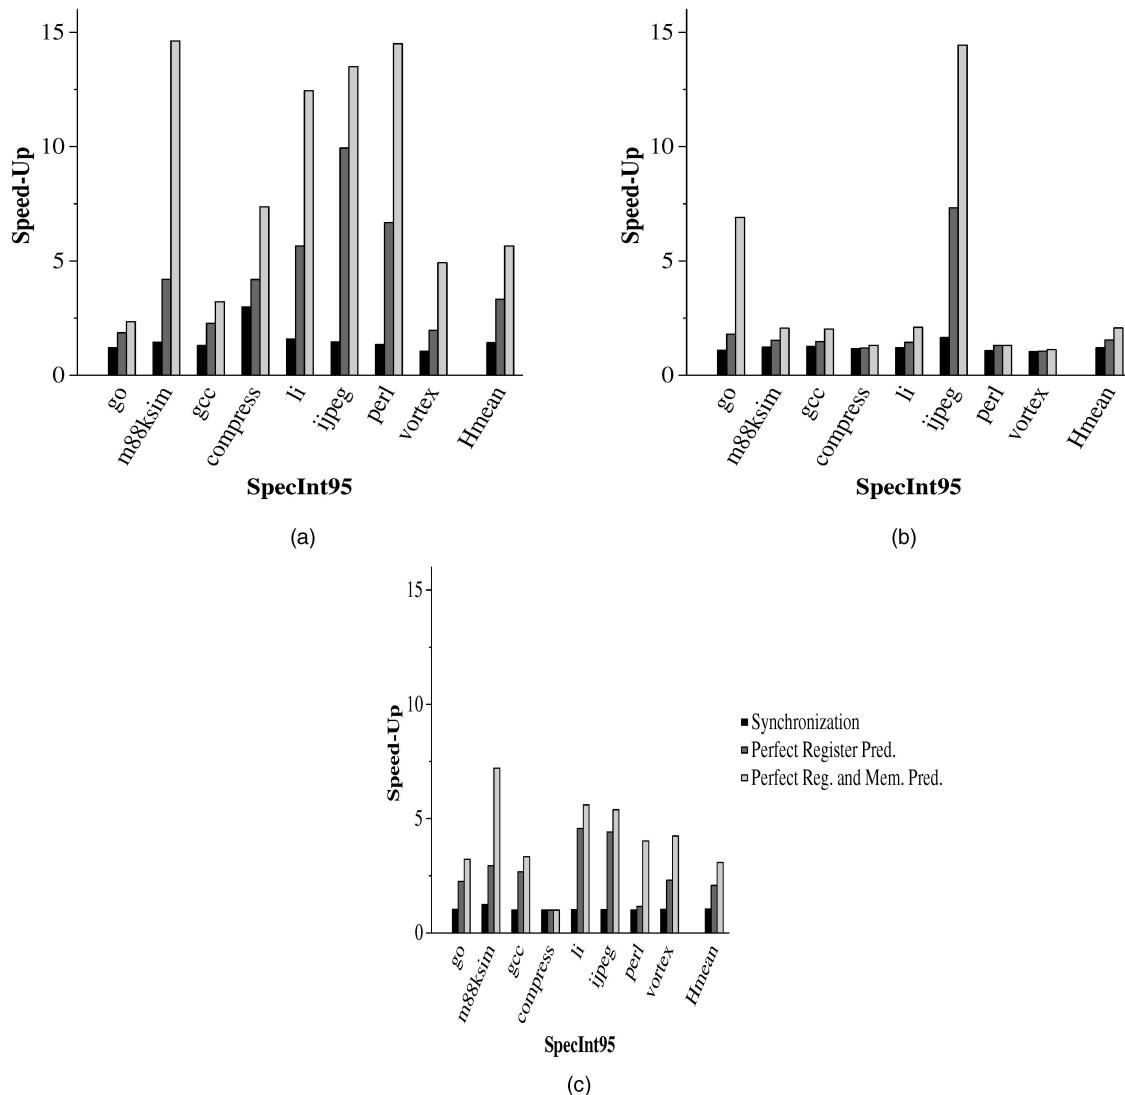 15
10
5
0
Speed-Up
go
m88ksim
gcc
compress
li
ijpeg
perl
vortex
Hmean
SpecInt95
(a)
15
10
5
0
Speed-Up
go
m88ksim
gcc
compress
li
ijpeg
perl
vortex
Hmean
SpecInt95
(b)
15
10
5
0
Speed-Up
go
m88ksim
gcc
compress
li
ijpeg
perl
vortex
Hmean
SpecInt95
Synchronization
Perfect Register Pred.
Perfect Reg. and Mem. Pred.
(c)